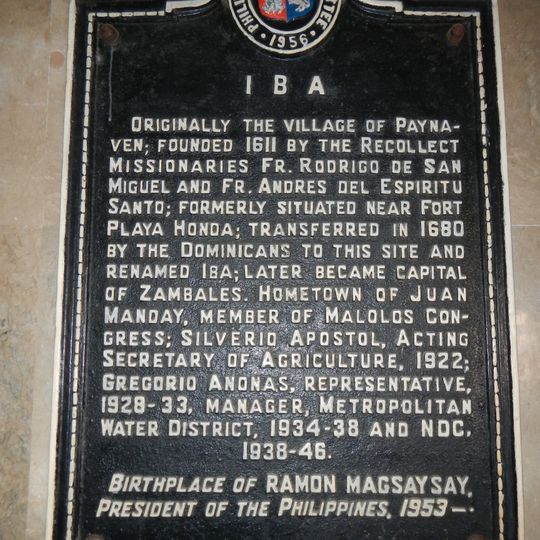 1956
IBA
ORIGINALLY THE VILLAGE OF PAYNA-
VEN; FOUNDED 1611 BY THE RECOLLECT
MISSIONARIES FR. RODRIGO DE SAN
MIGUEL AND FR. ANDRES DEL ESPIRITU
SANTO; FORMERLY SITUATED NEAR FORT
PLAYA HONDA; TRANSFERRED IN 1680
BY THE DOMINICANS TO THIS SITE AND
RENAMED IBA; LATER BECAME CAPITAL
OF ZAMBALES. HOMETOWN OF JUAN
MANDAY, MEMBER OF MALOLOS CON-
GRESS; SILVERIO APOSTOL, ACTING
SECRETARY OF AGRICULTURE, 1922;
GREGORIO ANONAS, REPRESENTATIVE,
1928-33, MANAGER, METROPOLITAN
WATER DISTRICT, 1934-38 AND NDC.
1938-46.
BIRTHPLACE OF RAMON MAGSAYSAY,
PRESIDENT OF THE PHILIPPINES, 1953—.